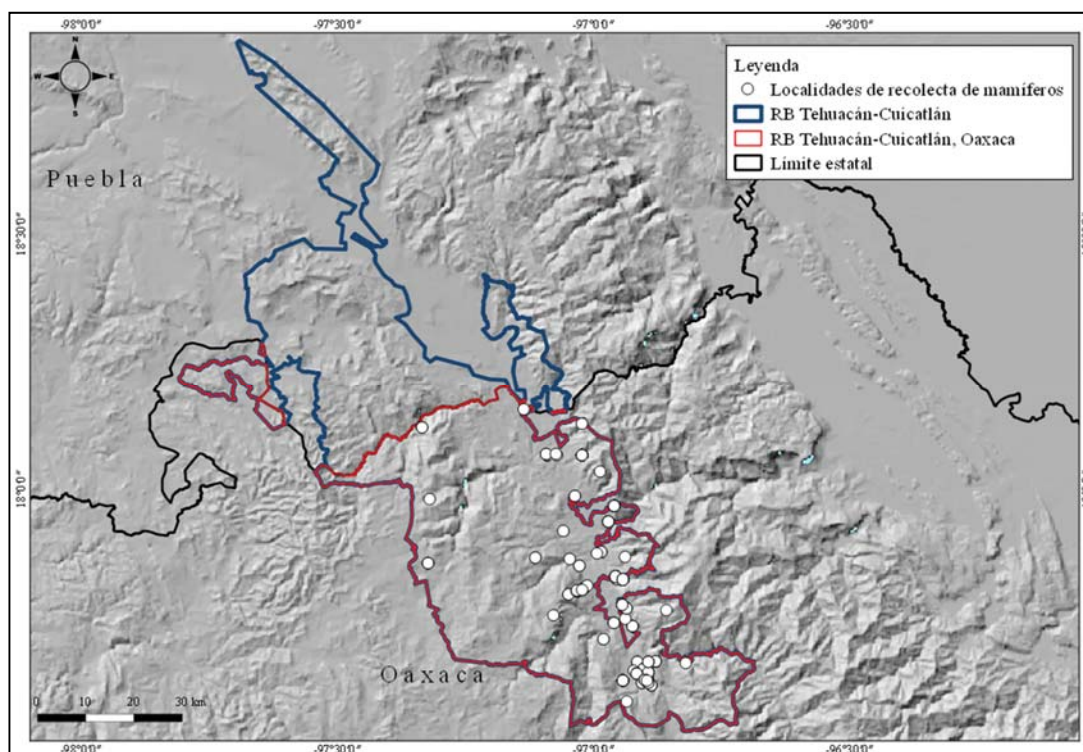 -98°0'0" -97°30'0" -97°0'0" -96°30'0"
N
W E
S
Leyenda
Localidades de recolecta de mamíferos
RB Tehuacán-Cuicatlán
RB Tehuacán-Cuicatlán, Oaxaca
Límite estatal
Puebla
18°30'0"
18°0'0"
Oaxaca
0 10 20 30 km
-98°0'0" -97°30'0" -97°0'0" -96°30'0"